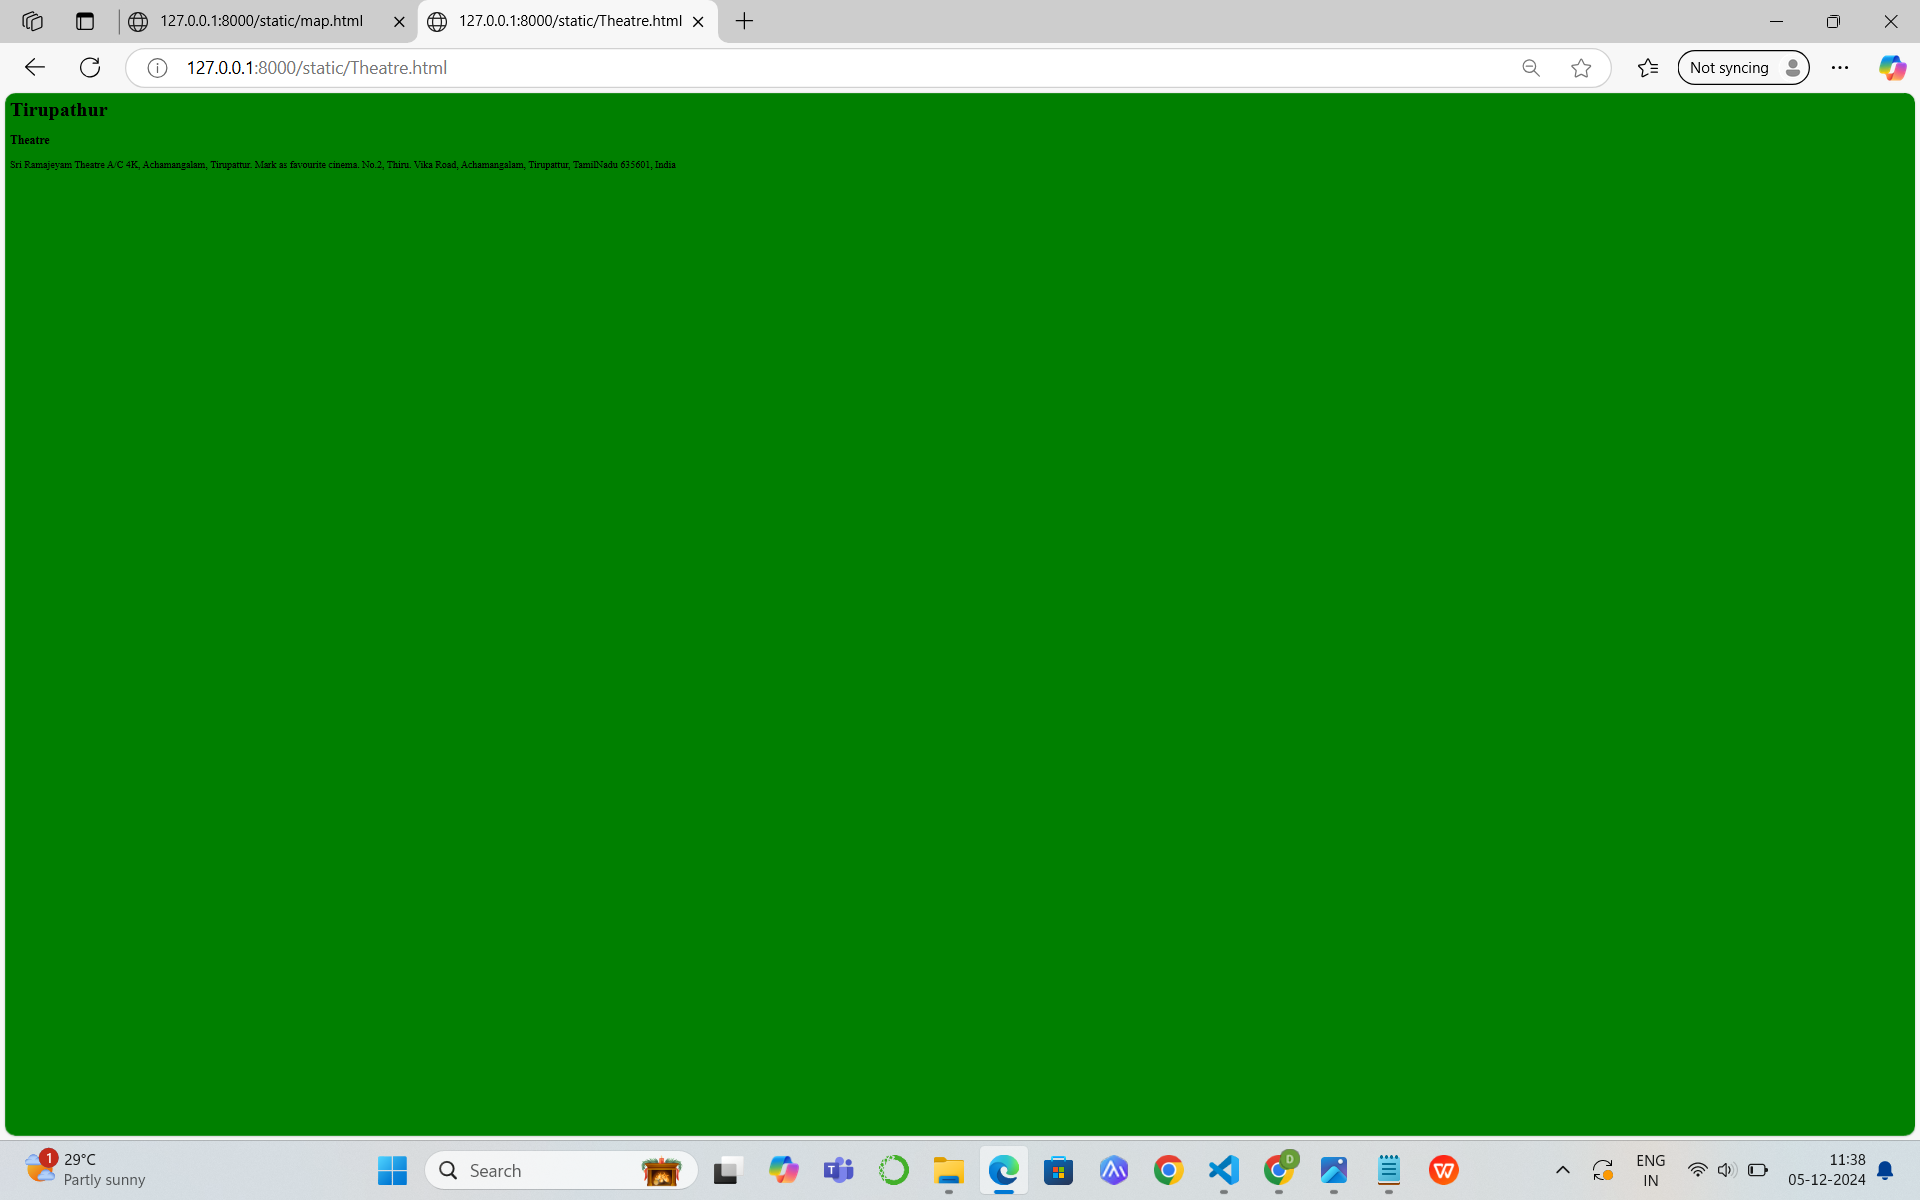 127.0.0.1:8000/static/map.html
127.0.0.1:8000/static/Theatre.html
127.0.0.1:8000/static/Theatre.html
Not syncing
Tirupathur
Theatre
Sri Ramajeyam Theatre A/C 4K, Achamangalam, Tirupattur. Mark as favourite cinema. No.2, Thiru. Vika Road, Achamangalam, Tirupattur, TamilNadu 635601, India
1
29°C
Partly sunny
Search
T
D
W
ENG
IN
11:38
05-12-2024